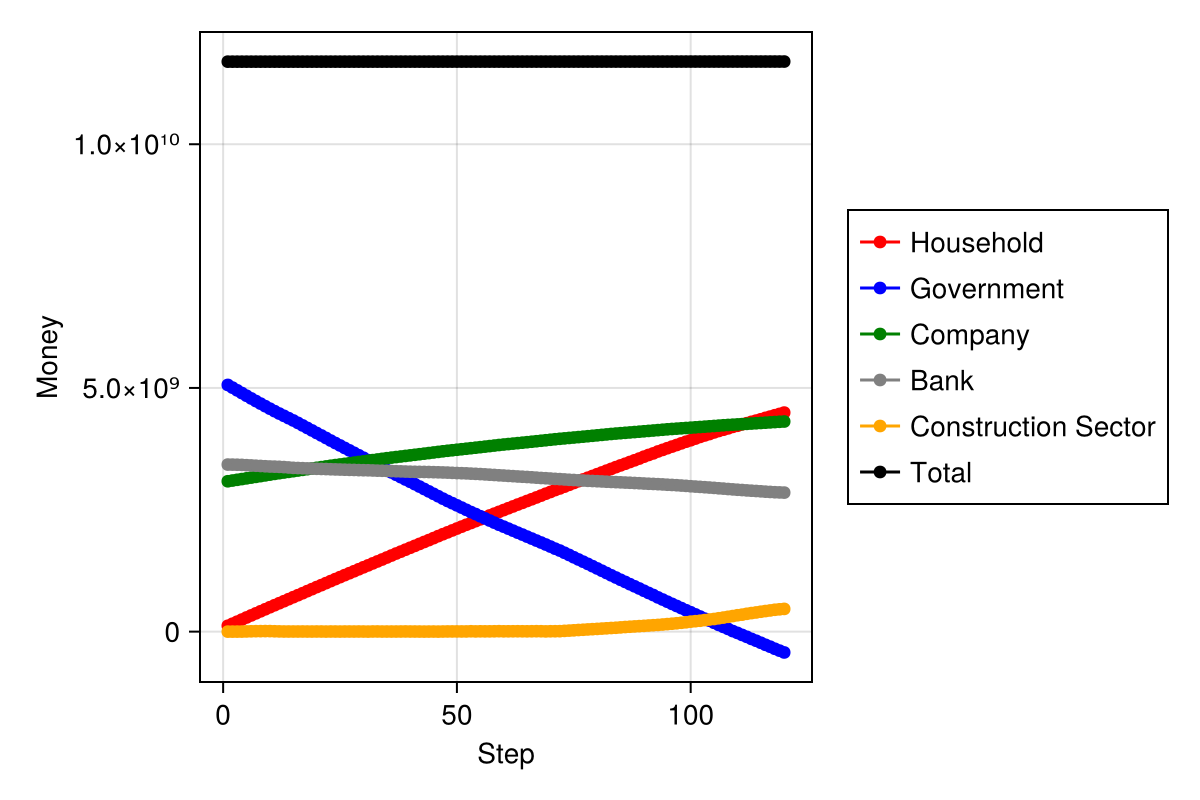 Money
1.0×10¹⁰
5.0×10⁹
0
0
50
100
Step
Household
Government
Company
Bank
Construction Sector
Total